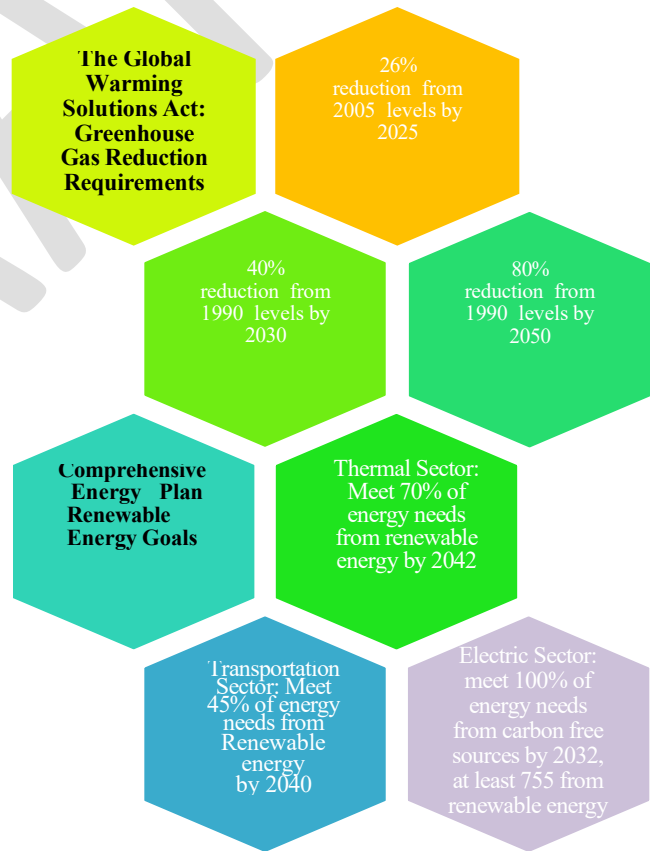 The Global
Warming
Solutions Act:
Greenhouse
Gas Reduction
Requirements
26%
reduction from
2005 levels by
2025
40%
reduction from
1990 levels by
2030
80%
reduction from
1990 levels by
2050
Comprehensive
Energy Plan
Renewable
Energy Goals
Thermal Sector:
Meet 70% of
energy needs
from renewable
energy by 2042
Transportation
Sector: Meet
45% of energy
needs from
Renewable
energy
by 2040
Electric Sector:
meet 100% of
energy needs
from carbon free
sources by 2032,
at least 755 from
renewable energy